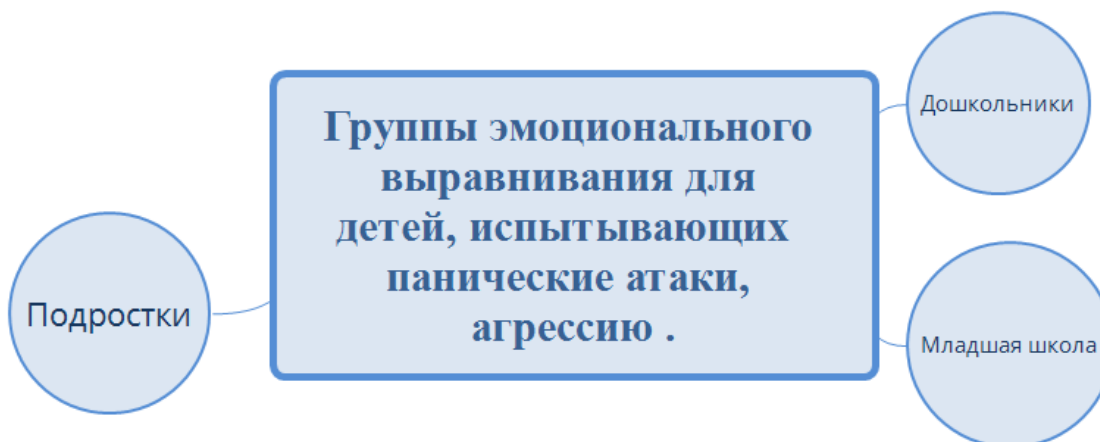 Группы эмоционального
выравнивания для
детей, испытывающих
панические атаки,
агрессию .
Дошкольники
Подростки
Младшая школа